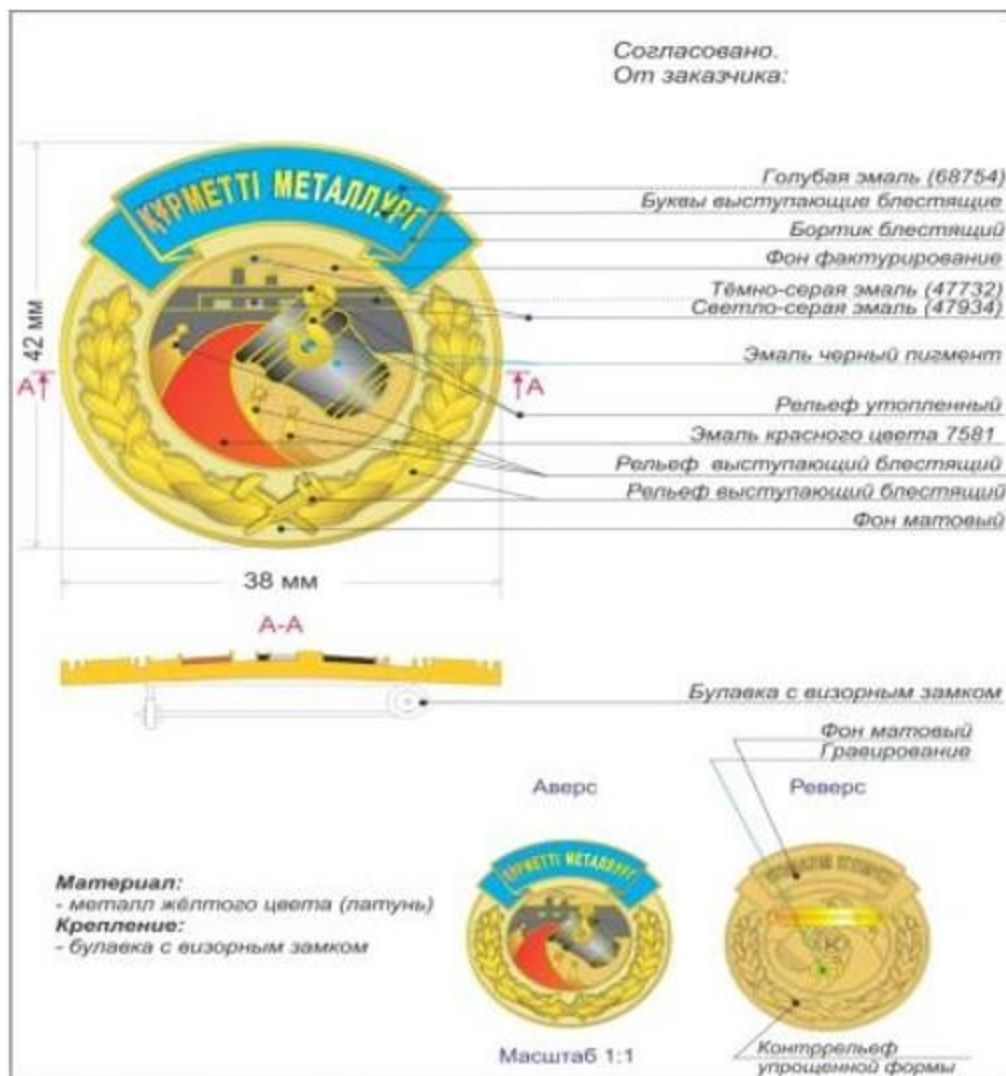 Согласовано.
От заказчика:
ҚҰРМЕТТІ МЕТАЛЛУРГ
Голубая эмаль (68754)
Буквы выступающие блестящие
Бортик блестящий
Фон фактурирование
Тёмно-серая эмаль (47732)
Светло-серая эмаль (47934)
Эмаль черный пигмент
Рельеф утопленный
Эмаль красного цвета 7581
Рельеф выступающий блестящий
Рельеф выступающий блестящий
Фон матовый
42 мм
А
А
38 мм
А-А
Булавка с визорным замком
Фон матовый
Гравирование
Аверс
Реверс
ҚҰРМЕТТІ МЕТАЛЛУРГ
Материал:
- металл жёлтого цвета (латунь)
Крепление:
- булавка с визорным замком
Масштаб 1:1
Контррельеф
упрощенной формы